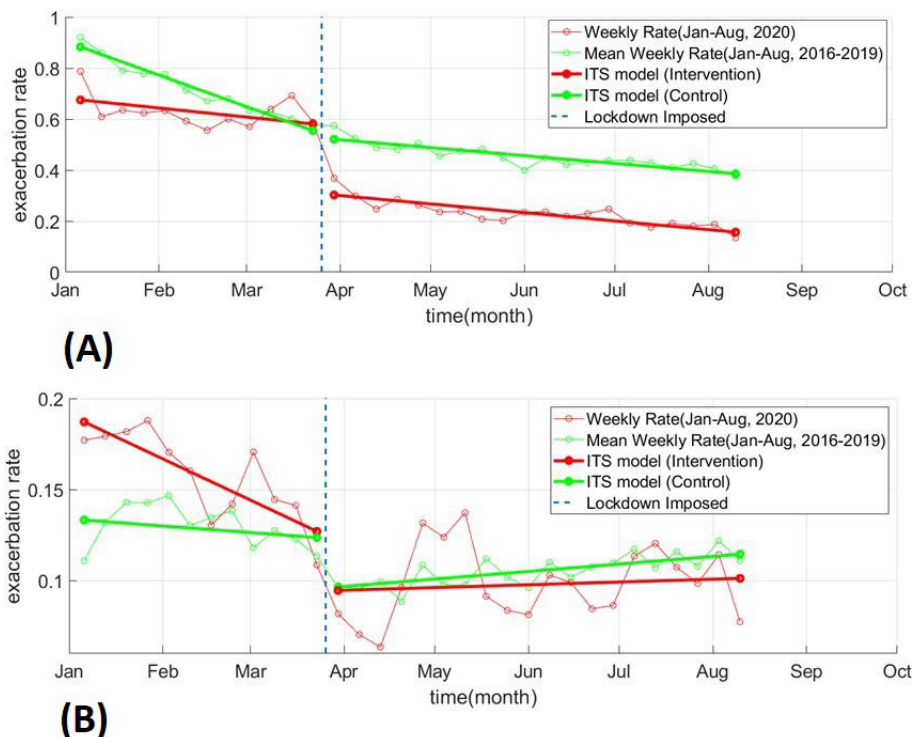 1
0.8
0.6
0.4
0.2
0
exacerbation rate
Weekly Rate(Jan-Aug, 2020)
Mean Weekly Rate(Jan-Aug, 2016-2019)
ITS model (Intervention)
ITS model (Control)
Lockdown Imposed
Jan Feb Mar Apr May Jun Jul Aug Sep Oct
time(month)
(A)
0.2
0.15
0.1
exacerbation rate
Weekly Rate(Jan-Aug, 2020)
Mean Weekly Rate(Jan-Aug, 2016-2019)
ITS model (Intervention)
ITS model (Control)
Lockdown Imposed
Jan Feb Mar Apr May Jun Jul Aug Sep Oct
time(month)
(B)